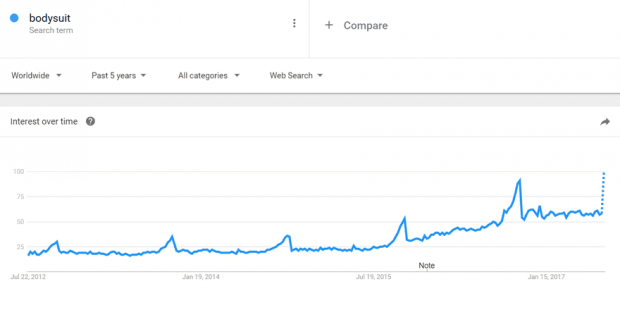 bodysuit
Search term
+ Compare
Worldwide
Past 5 years
All categories
Web Search
Interest over time ?
100
75
50
25
Note
Jul 22, 2012
Jan 19, 2014
Jul 19, 2015
Jan 15, 2017